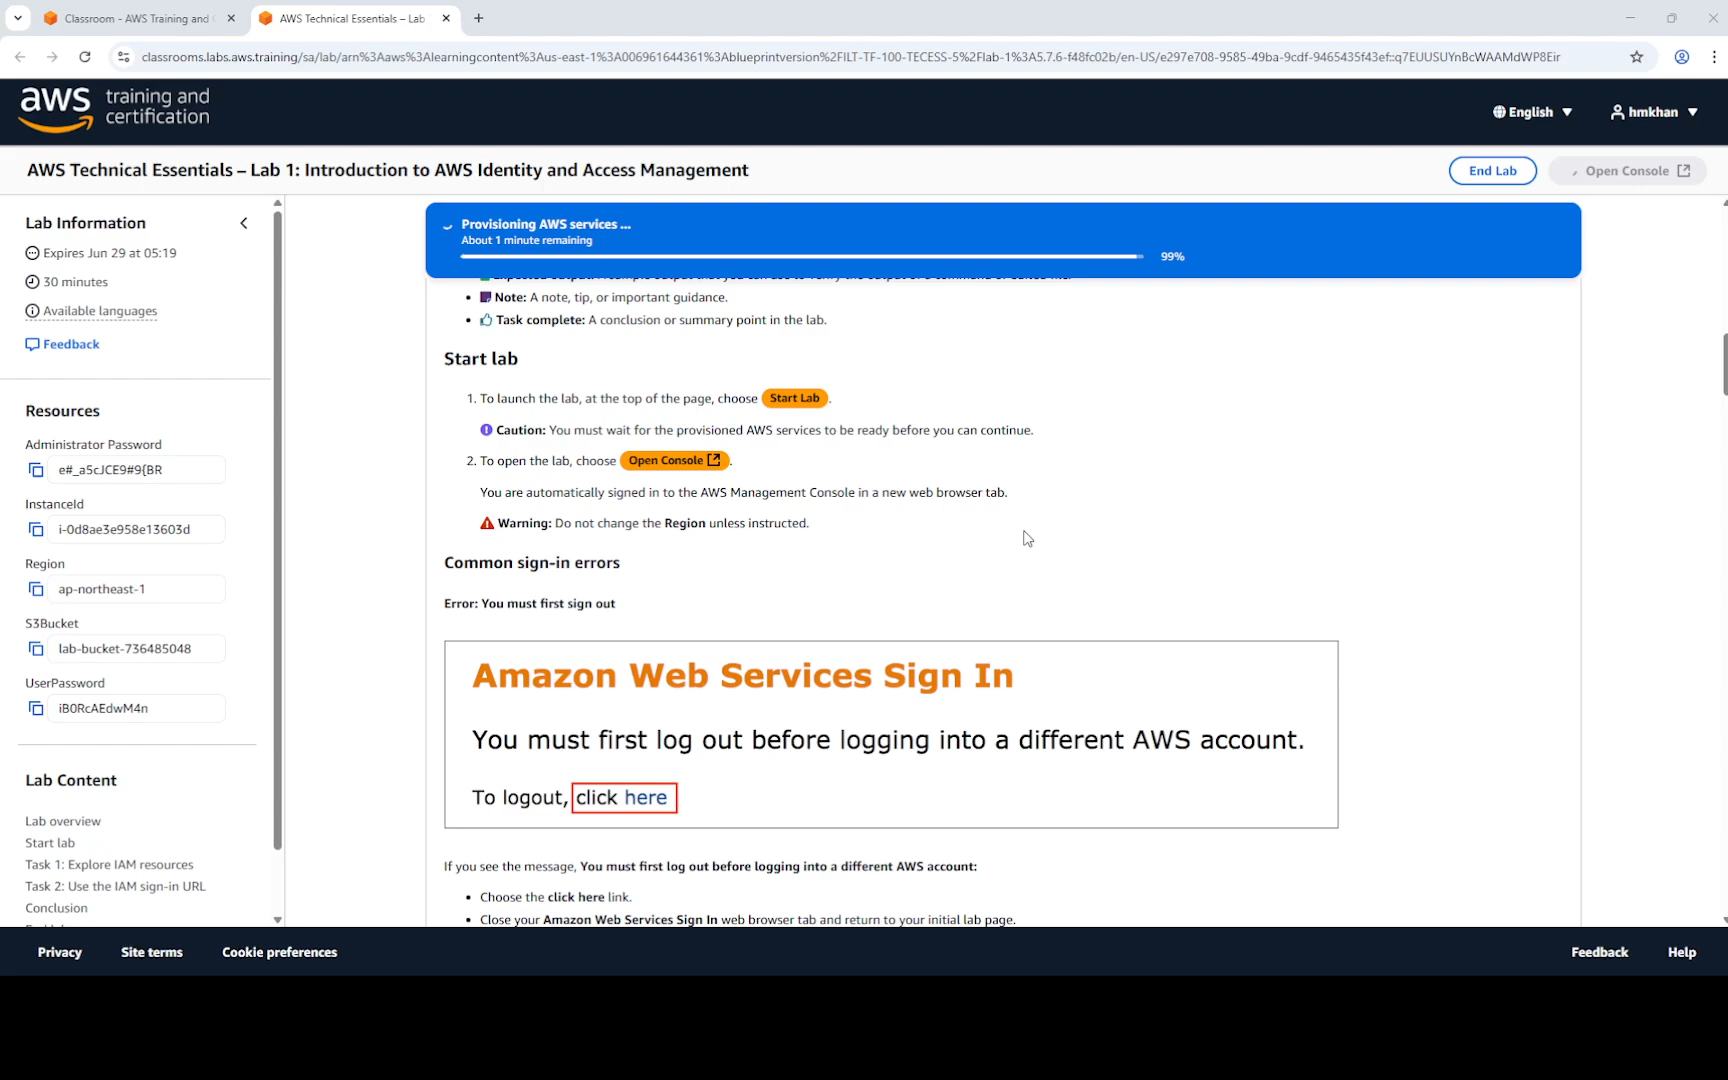 Classroom - AWS Training and
AWS Technical Essentials – Lab
classrooms.labs.aws.training/sa/lab/arn%3Aaws%3Alearningcontent%3Aus-east-1%3A006961644361%3Ablueprintversion%2FILT-TF-100-TECESS-5%2Flab-1%3A5.7.6-f48fc02b/en-US/e297e708-9585-49ba-9cdf-9465435f43ef::q7EUUSUYnBcWAAMdWP8Eir
aws training and certification
English
hmkhan
AWS Technical Essentials – Lab 1: Introduction to AWS Identity and Access Management
End Lab
Open Console
Lab Information
Expires Jun 29 at 05:19
30 minutes
Available languages
Feedback
Resources
Administrator Password
e#_a5cJCE9#9{BR
InstanceId
i-0d8ae3e958e13603d
Region
ap-northeast-1
S3Bucket
lab-bucket-736485048
UserPassword
iB0RcAEdwM4n
Lab Content
Lab overview
Start lab
Task 1: Explore IAM resources
Task 2: Use the IAM sign-in URL
Conclusion
Provisioning AWS services ...
About 1 minute remaining
99%
• Note: A note, tip, or important guidance.
• Task complete: A conclusion or summary point in the lab.
Start lab
1. To launch the lab, at the top of the page, choose Start Lab.
Caution: You must wait for the provisioned AWS services to be ready before you can continue.
2. To open the lab, choose Open Console.
You are automatically signed in to the AWS Management Console in a new web browser tab.
Warning: Do not change the Region unless instructed.
Common sign-in errors
Error: You must first sign out
Amazon Web Services Sign In
You must first log out before logging into a different AWS account.
To logout, click here
If you see the message, You must first log out before logging into a different AWS account:
• Choose the click here link.
• Close your Amazon Web Services Sign In web browser tab and return to your initial lab page.
Privacy
Site terms
Cookie preferences
Feedback
Help